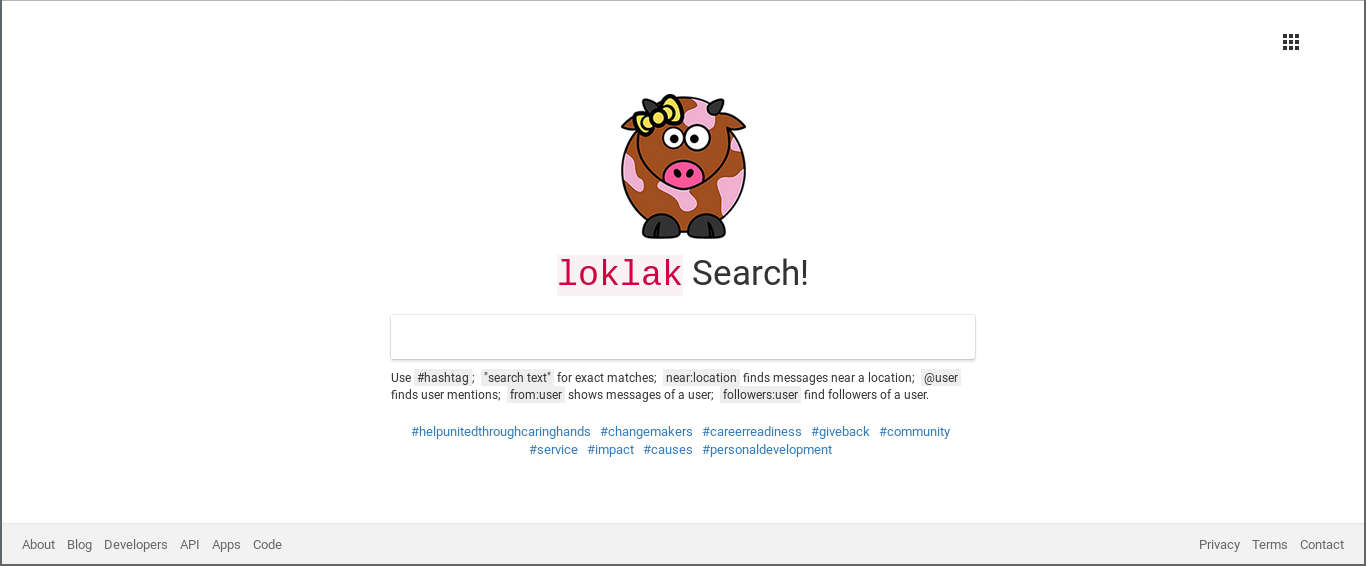 loklak Search!
Use #hashtag ; "search text" for exact matches; near:location finds messages near a location; @user
finds user mentions; from:user shows messages of a user; followers:user find followers of a user.
#helpunitedthroughcaringhands #changemakers #careerreadiness #giveback #community
#service #impact #causes #personaldevelopment
About Blog Developers API Apps Code Privacy Terms Contact